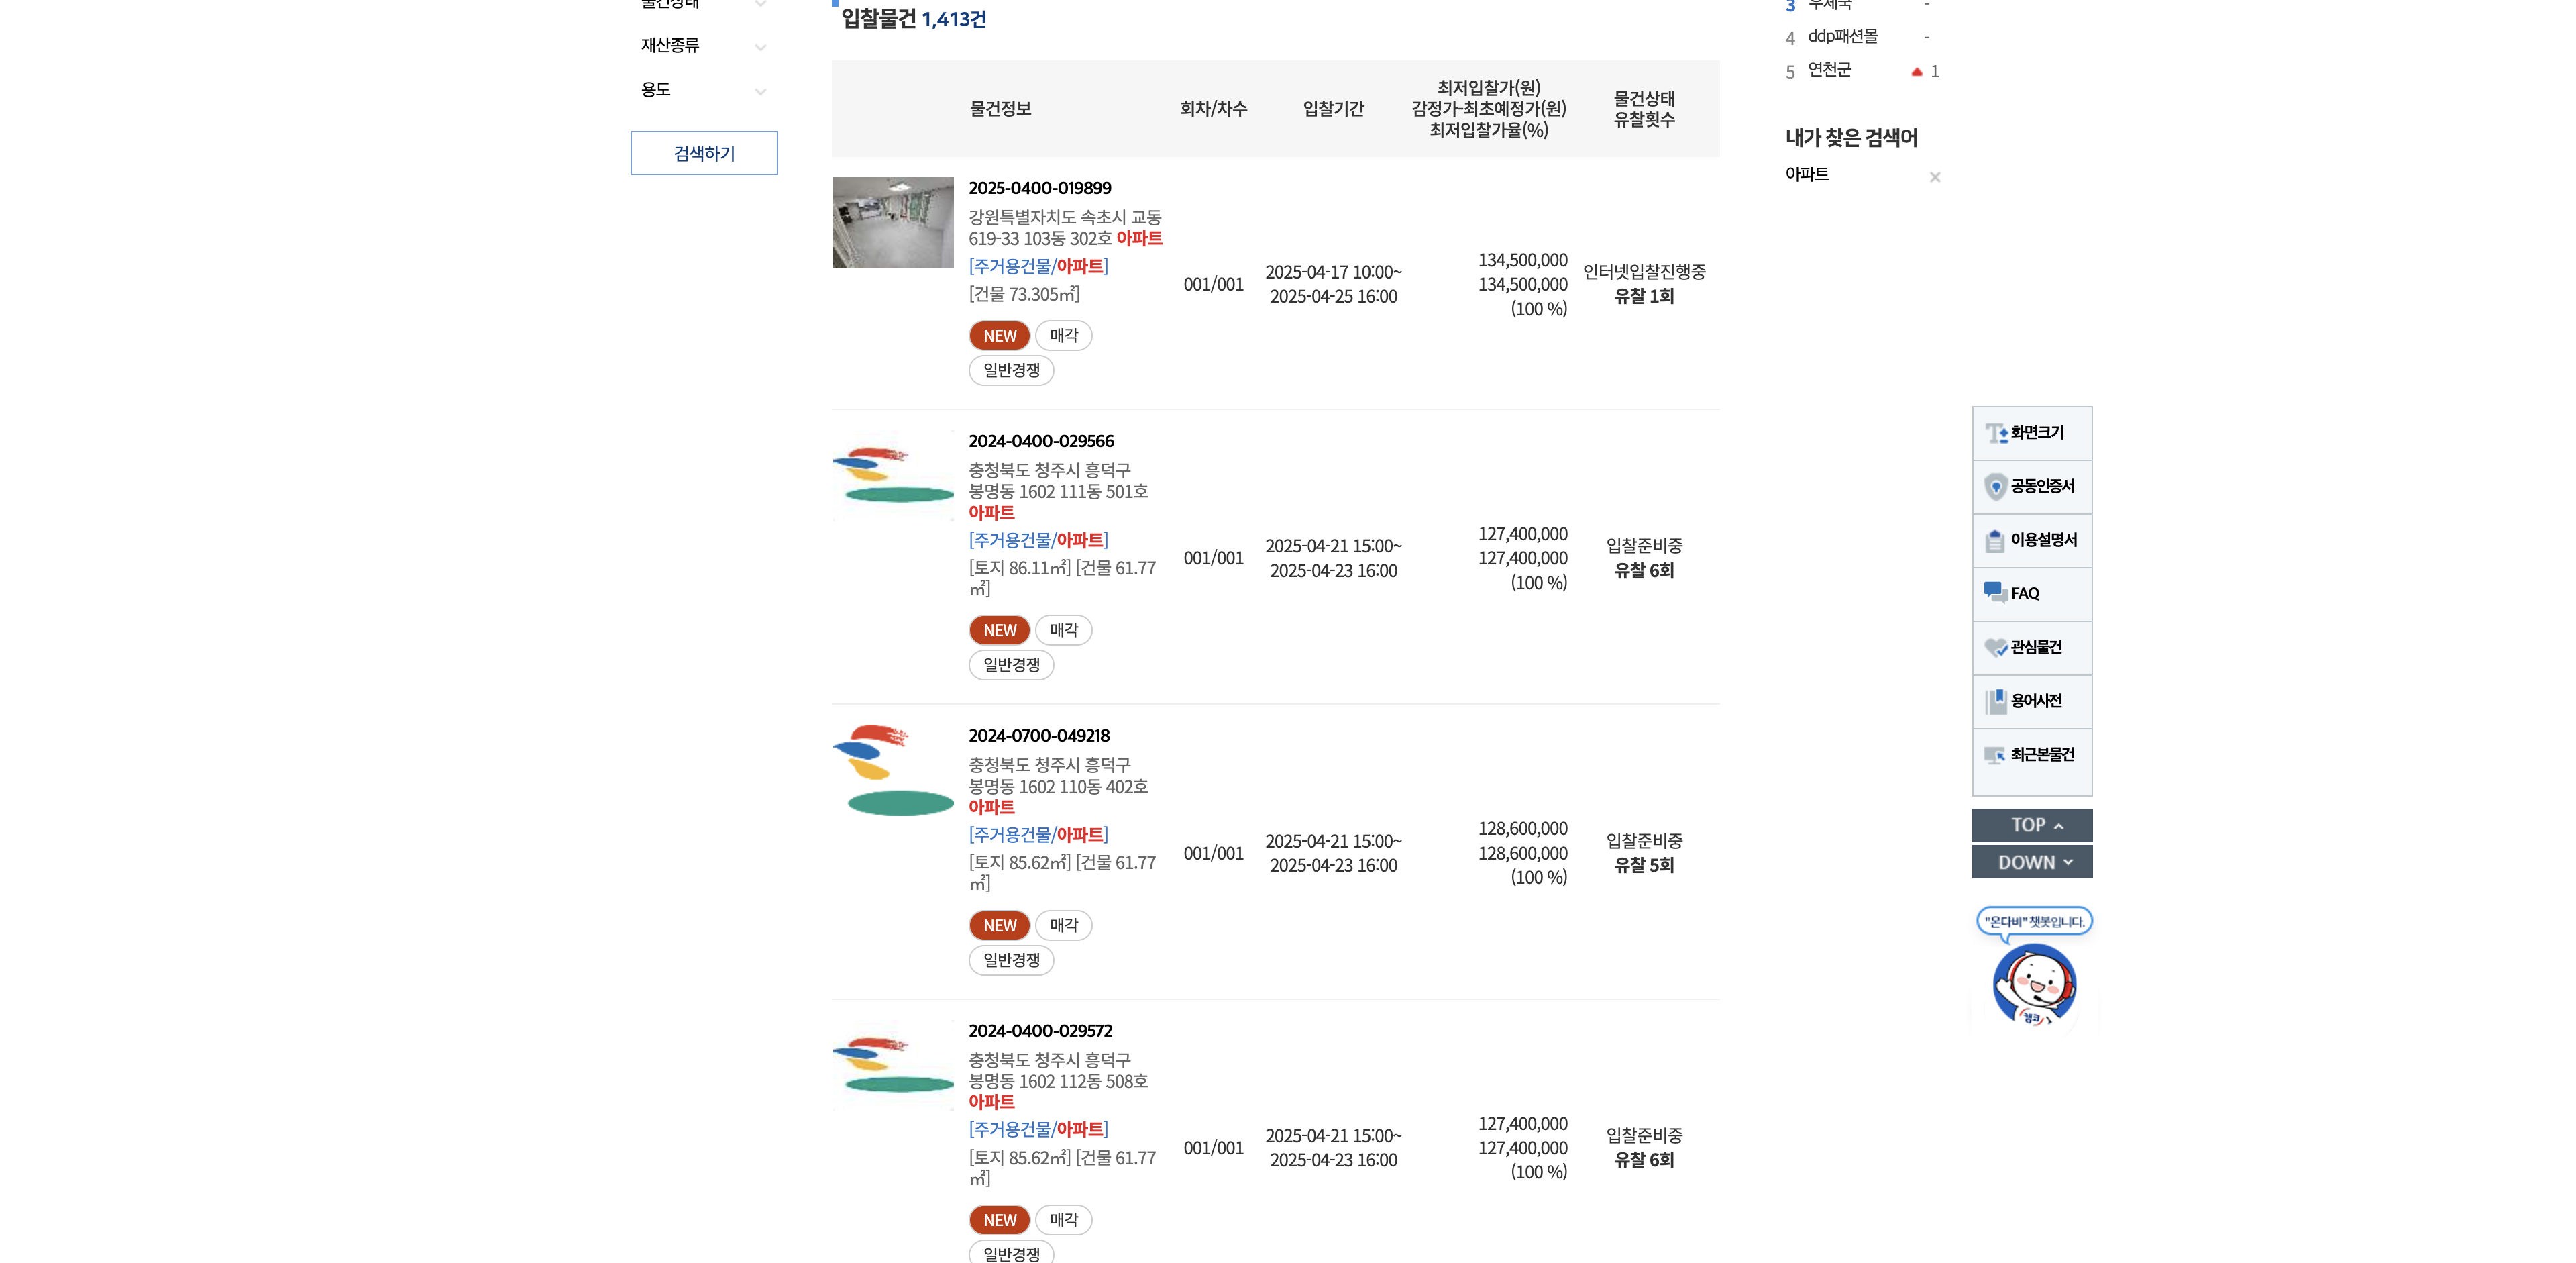 물건상태
재산종류
용도
검색하기
입찰물건 1,413건
물건정보
회차/차수
입찰기간
최저입찰가(원)
감정가-최초예정가(원)
최저입찰가율(%)
물건상태
유찰횟수
2025-0400-019899
강원특별자치도 속초시 교동
619-33 103동 302호 아파트
[주거용건물/아파트]
[건물 73.305㎡]
NEW 매각
일반경쟁
001/001
2025-04-17 10:00~
2025-04-25 16:00
134,500,000
134,500,000
(100 %)
인터넷입찰진행중
유찰 1회
2024-0400-029566
충청북도 청주시 흥덕구
봉명동 1602 111동 501호
아파트
[주거용건물/아파트]
[토지 86.11㎡] [건물 61.77
㎡]
NEW 매각
일반경쟁
001/001
2025-04-21 15:00~
2025-04-23 16:00
127,400,000
127,400,000
(100 %)
입찰준비중
유찰 6회
2024-0700-049218
충청북도 청주시 흥덕구
봉명동 1602 110동 402호
아파트
[주거용건물/아파트]
[토지 85.62㎡] [건물 61.77
㎡]
NEW 매각
일반경쟁
001/001
2025-04-21 15:00~
2025-04-23 16:00
128,600,000
128,600,000
(100 %)
입찰준비중
유찰 5회
2024-0400-029572
충청북도 청주시 흥덕구
봉명동 1602 112동 508호
아파트
[주거용건물/아파트]
[토지 85.62㎡] [건물 61.77
㎡]
NEW 매각
일반경쟁
001/001
2025-04-21 15:00~
2025-04-23 16:00
127,400,000
127,400,000
(100 %)
입찰준비중
유찰 6회
3 우체국 -
4 ddp패션몰 -
5 연천군 ▲ 1
내가 찾은 검색어
아파트 ×
화면크기
공동인증서
이용설명서
FAQ
관심물건
용어사전
최근본물건
TOP
DOWN
"온다비" 챗봇입니다.
캠코